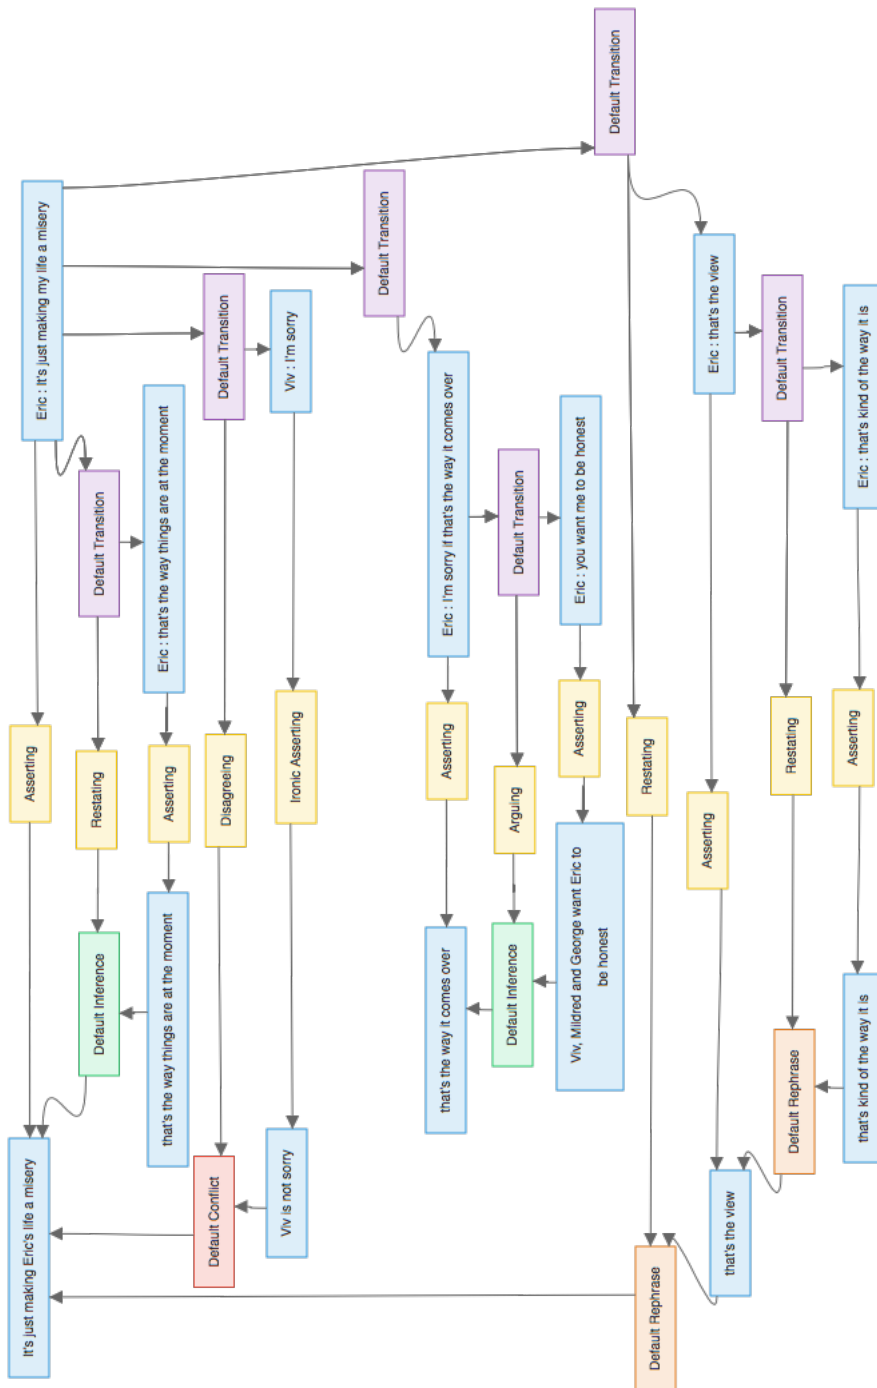 It's just making Eric's life a misery
Asserting
Eric : It's just making my life a misery
Default Inference
Restating
Default Transition
that's the way things are at the moment
Asserting
Eric : that's the way things are at the moment
Default Conflict
Disagreeing
Default Transition
Viv is not sorry
Ironic Asserting
Viv : I'm sorry
Default Transition
that's the way it comes over
Asserting
Eric : I'm sorry if that's the way it comes over
Default Inference
Arguing
Default Transition
Viv, Mildred and George want Eric to
be honest
Asserting
Eric : you want me to be honest
Default Transition
Default Rephrase
Restating
that's the view
Asserting
Eric : that's the view
Default Rephrase
Restating
Default Transition
that's kind of the way it is
Asserting
Eric : that's kind of the way it is